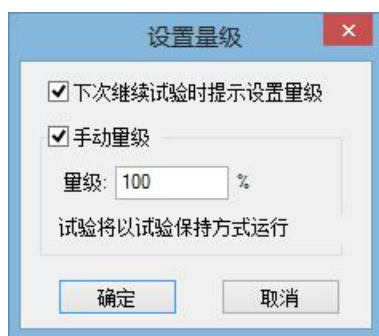 设置量级
下次继续试验时提示设置量级
手动量级
量级: 100 %
试验将以试验保持方式运行
确定 取消